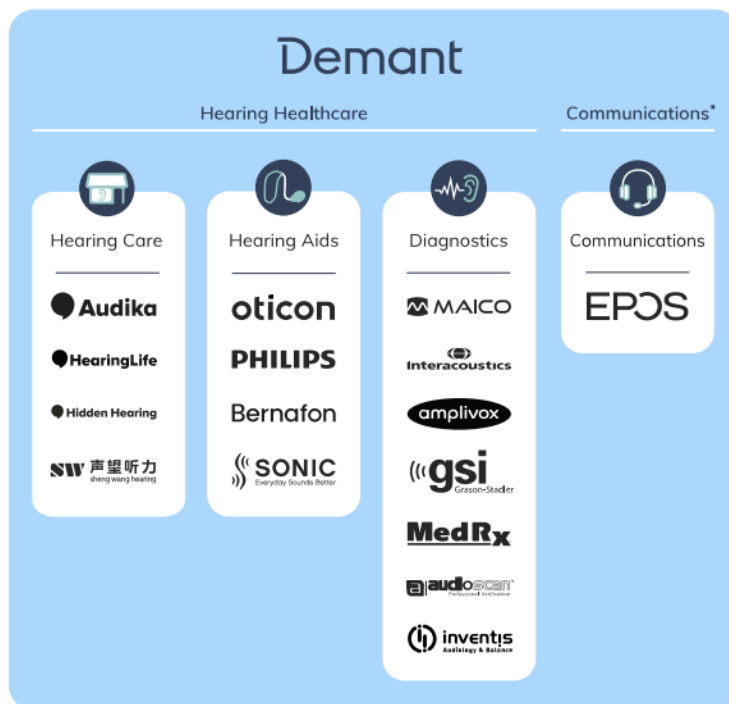 Demant
Hearing Healthcare
Communications*
Hearing Care
Audika
HearingLife
Hidden Hearing
SW 声望听力
sheng wang hearing
Hearing Aids
oticon
PHILIPS
Bernafon
SONIC
Everyday Sounds Better
Diagnostics
MAICO
Interacoustics
amplivox
gsi
Grason-Stadler
MedRx
a audioscan®
Professional Verification
inventis
Audiology & Balance
Communications
EPOS